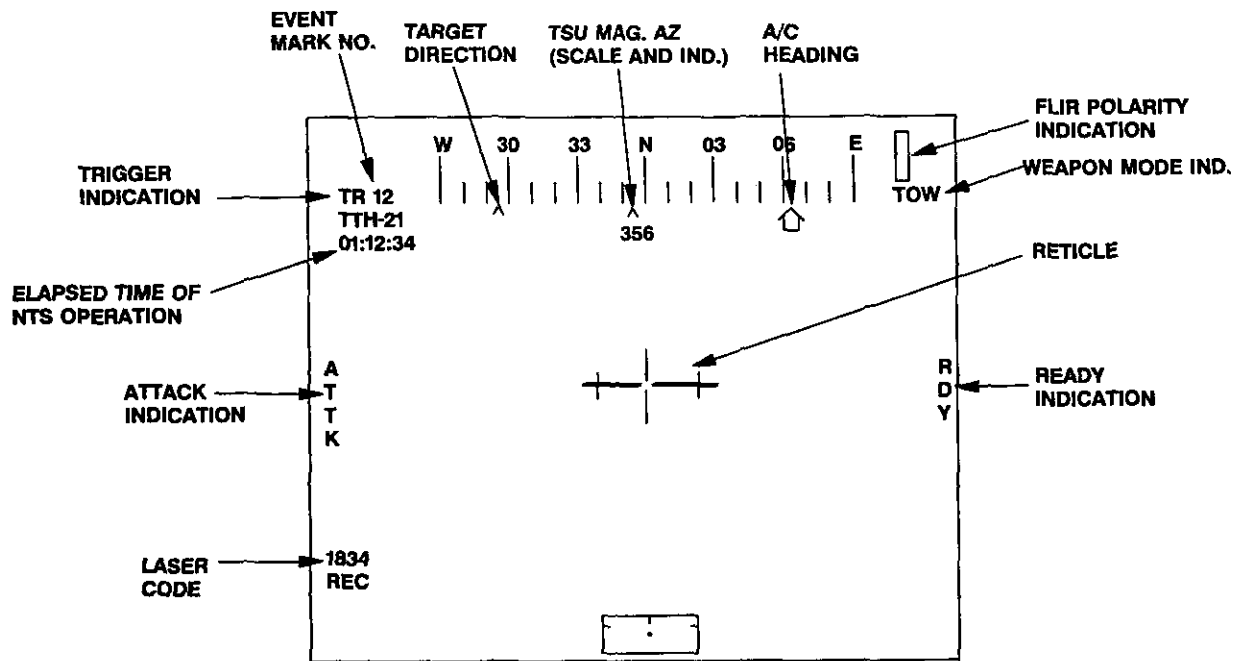 EVENT
MARK NO.
TARGET
DIRECTION
TSU MAG. AZ
(SCALE AND IND.)
A/C
HEADING
FLIR POLARITY
INDICATION
WEAPON MODE IND.
W 30 33 N 03 06 E
TOW
TRIGGER
INDICATION
TR 12
TTH-21
01:12:34
356
RETICLE
ELAPSED TIME OF
NTS OPERATION
ATTACK
INDICATION
A
T
T
K
R
D
Y
READY
INDICATION
LASER
CODE
1834
REC